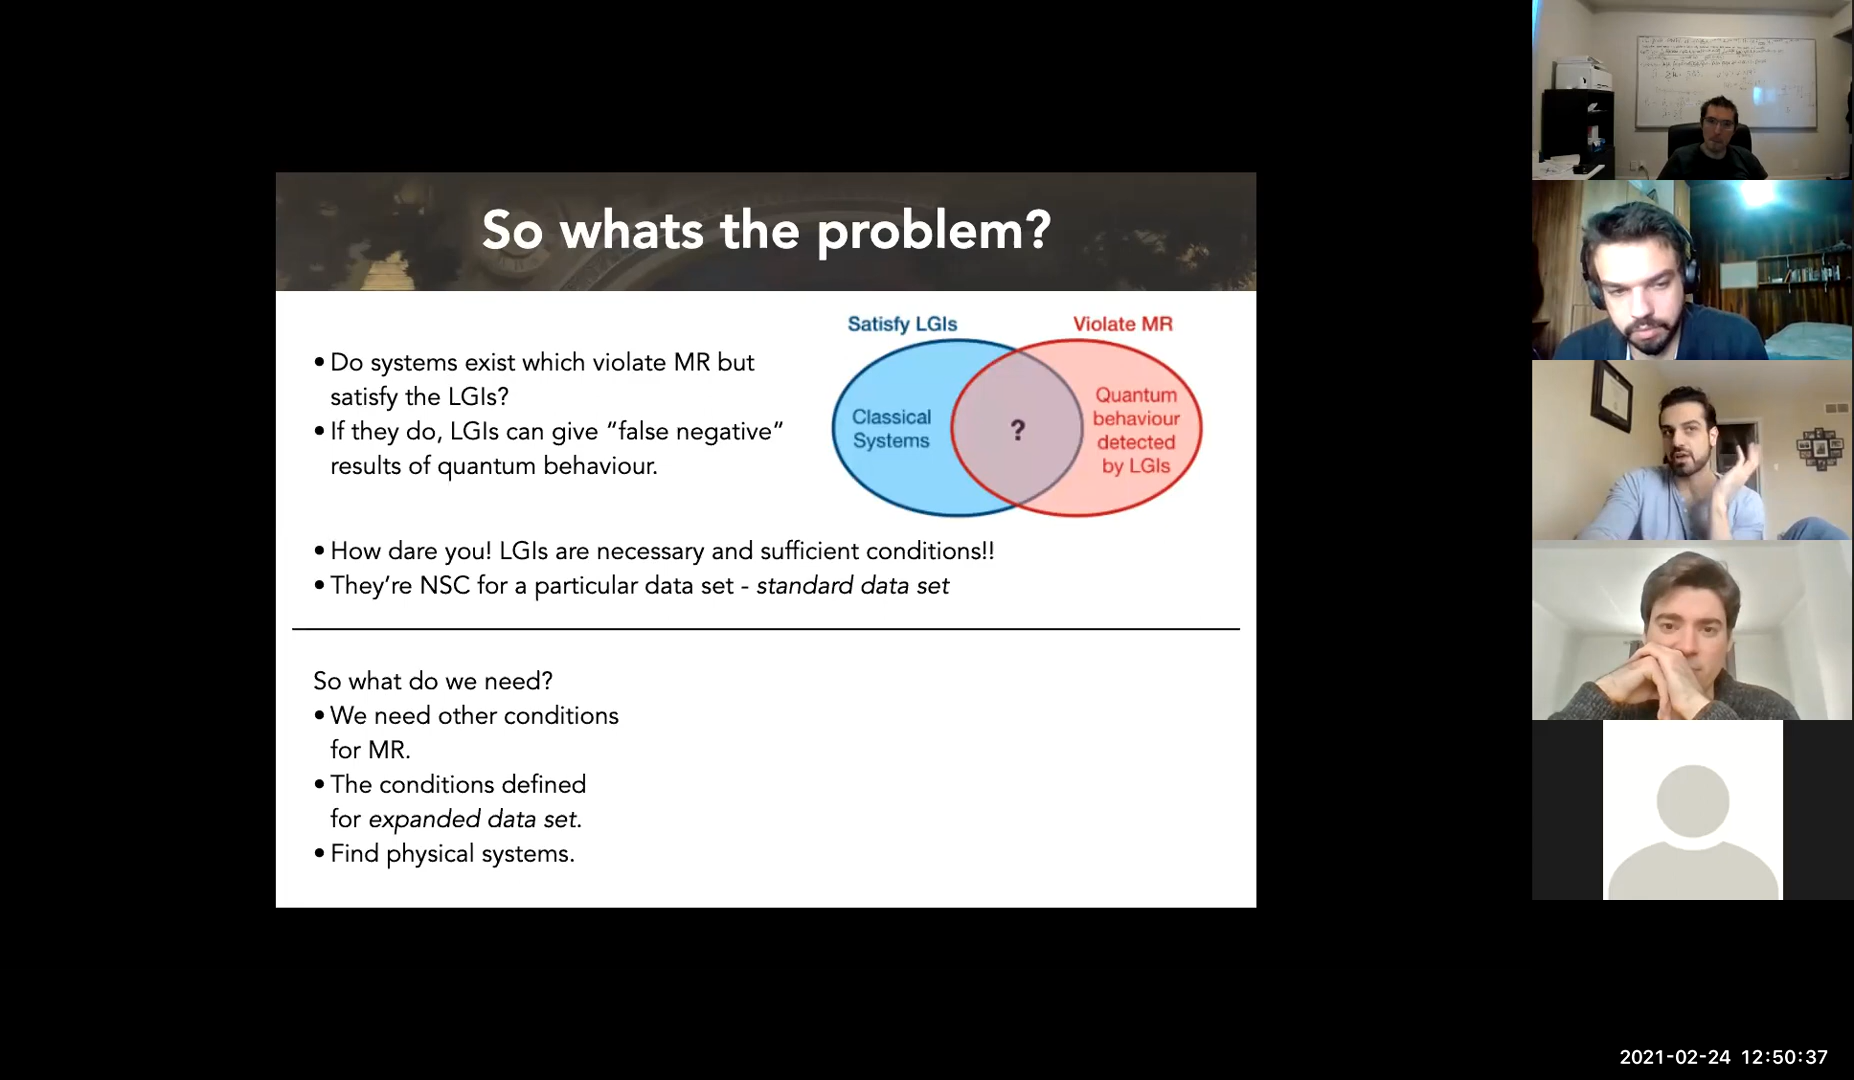 So whats the problem?
Satisfy LGIs
Violate MR
• Do systems exist which violate MR but
satisfy the LGIs?
• If they do, LGIs can give “false negative“
results of quantum behaviour.
Classical
Systems
?
Quantum
behaviour
detected
by LGIs
• How dare you! LGIs are necessary and sufficient conditions!!
• They’re NSC for a particular data set - standard data set
So what do we need?
• We need other conditions
for MR.
• The conditions defined
for expanded data set.
• Find physical systems.
2021-02-24 12:50:37